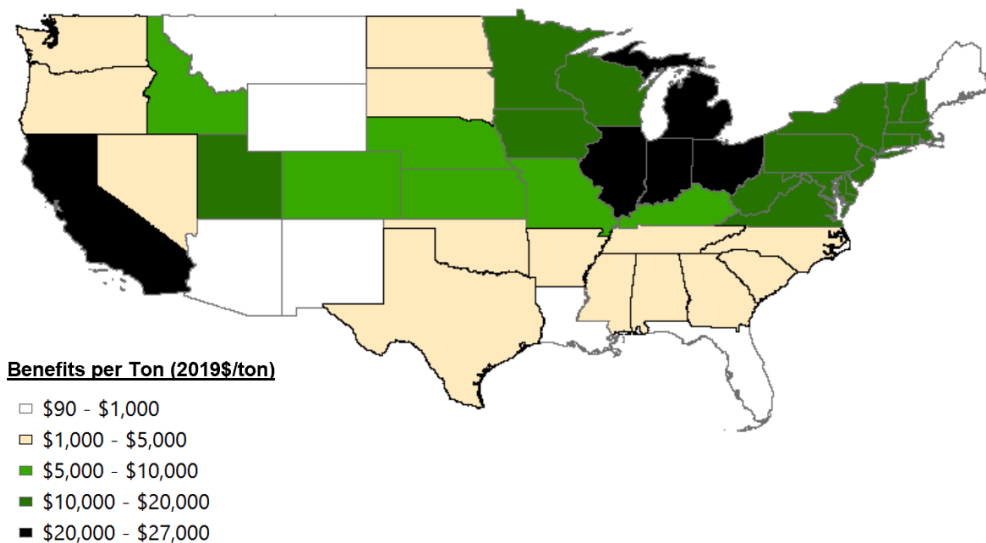 Benefits per Ton (2019$/ton)
$90 - $1,000
$1,000 - $5,000
$5,000 - $10,000
$10,000 - $20,000
$20,000 - $27,000